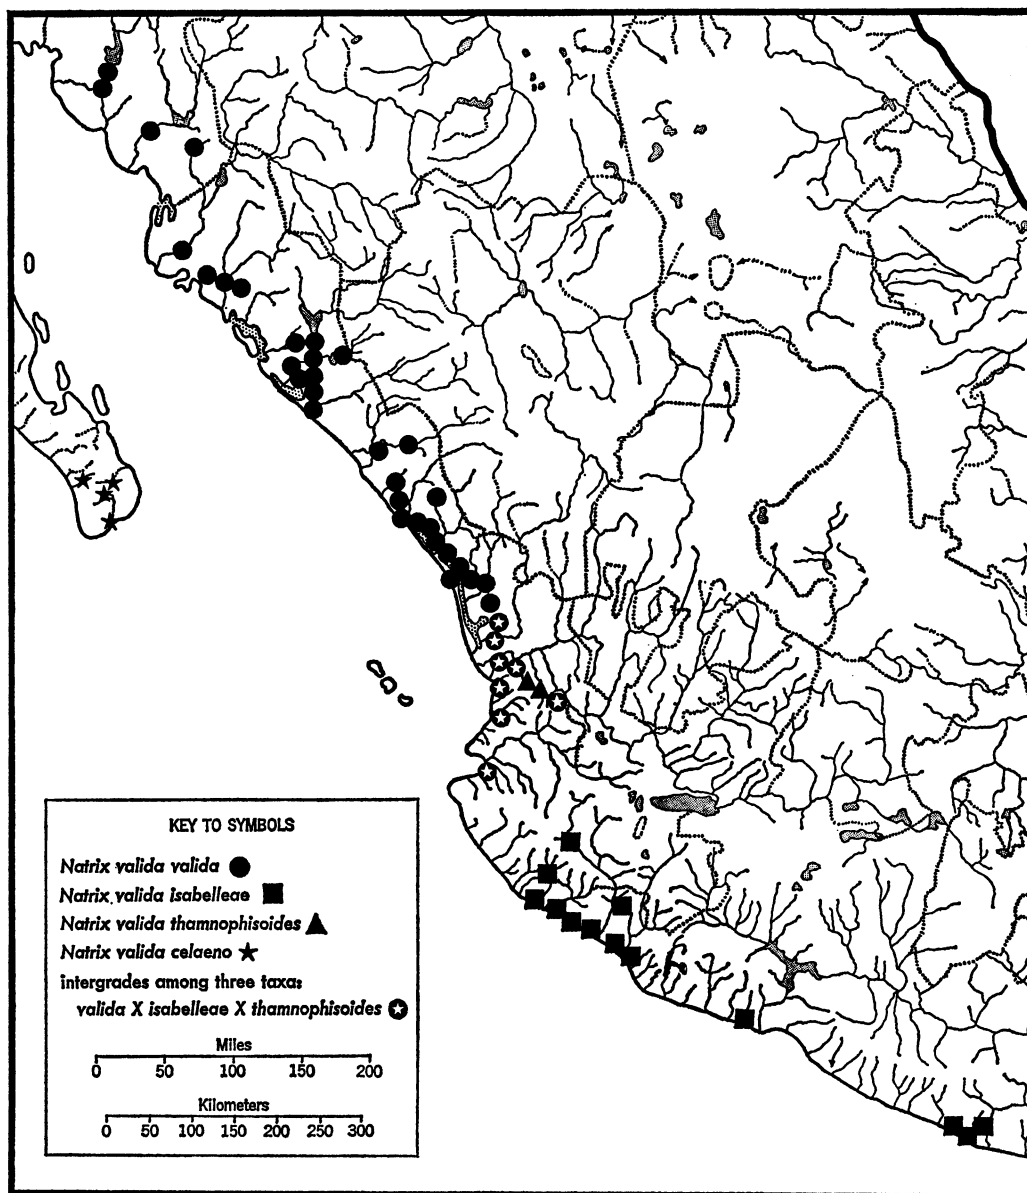 KEY TO SYMBOLS
Natrix valida valida
Natrix valida isabelleae
Natrix valida thamnophisoides
Natrix valida celaeno
intergrades among three taxa:
valida X isabelleae X thamnophisoides
Miles
0 50 100 150 200
Kilometers
0 50 100 150 200 250 300